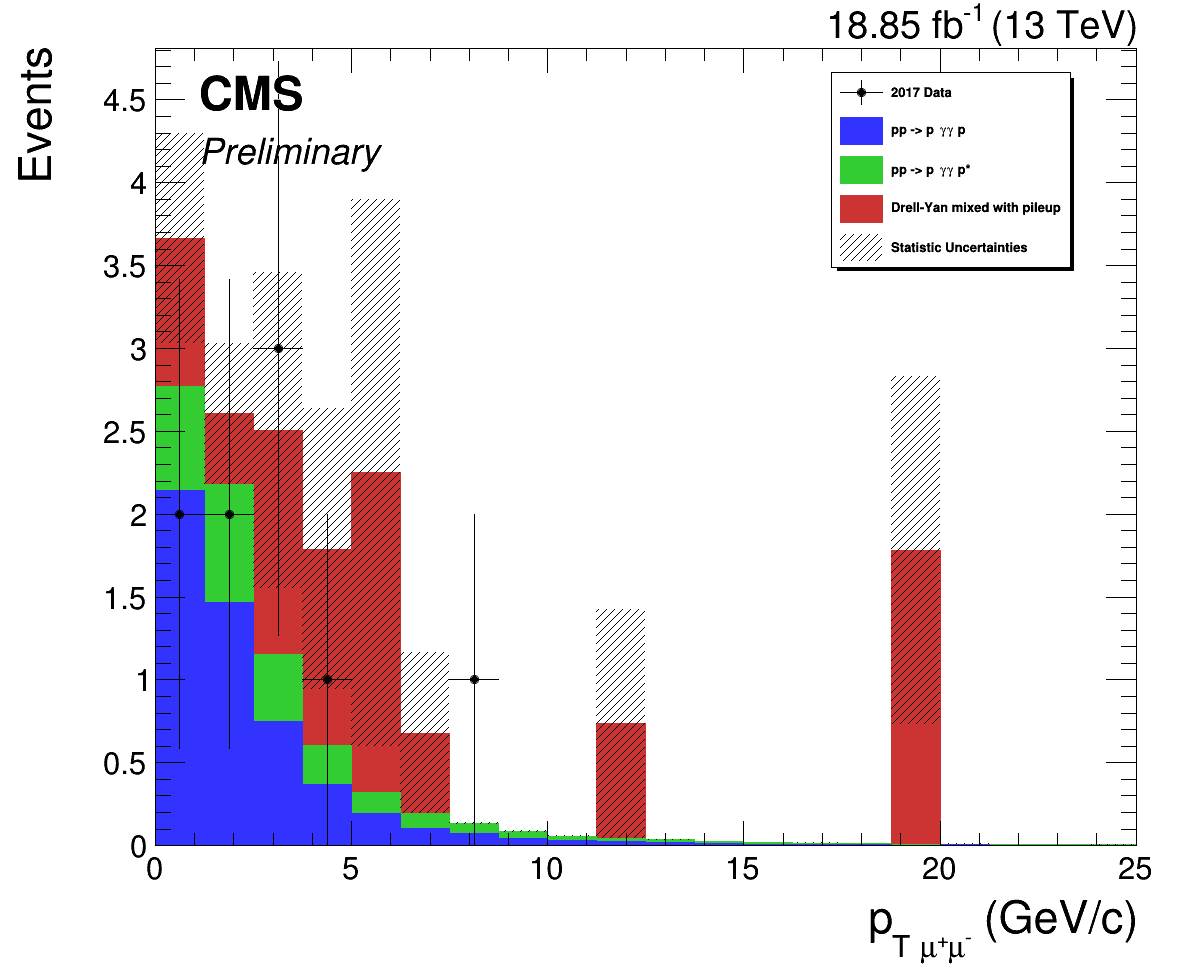 18.85 fb-1 (13 TeV)
Events
CMS
Preliminary
2017 Data
pp -> p γγ p
pp -> p γγ p*
Drell-Yan mixed with pileup
Statistic Uncertainties
4.5
4
3.5
3
2.5
2
1.5
1
0.5
0
0 5 10 15 20 25
pT μ+μ- (GeV/c)